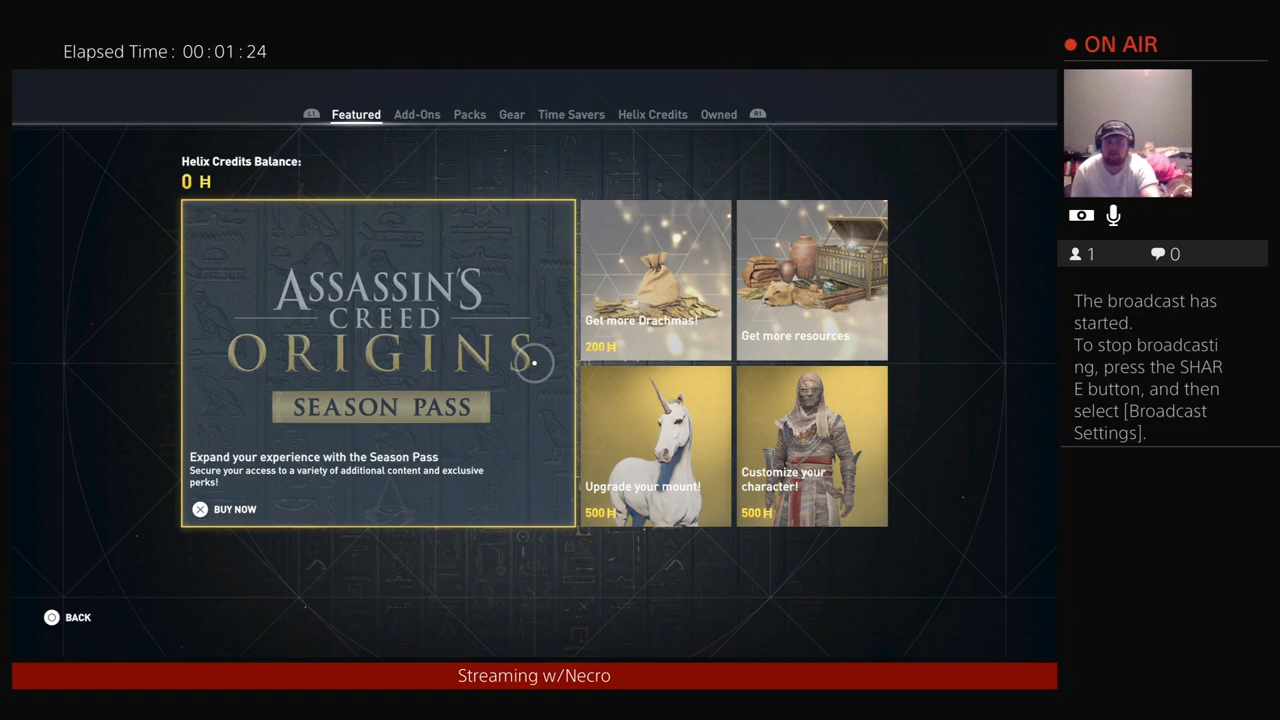 Elapsed Time: 00:01:24
ON AIR
L1 Featured Add-Ons Packs Gear Time Savers Helix Credits Owned R1
Helix Credits Balance:
0 H
ASSASSIN'S
CREED
ORIGINS
SEASON PASS
Expand your experience with the Season Pass
Secure your access to a variety of additional content and exclusive
perks!
BUY NOW
Get more Drachmas!
200 H
Get more resources
Upgrade your mount!
500 H
Customize your
character!
500 H
BACK
1 0
The broadcast has
started.
To stop broadcasti
ng, press the SHAR
E button, and then
select [Broadcast
Settings].
Streaming w/Necro